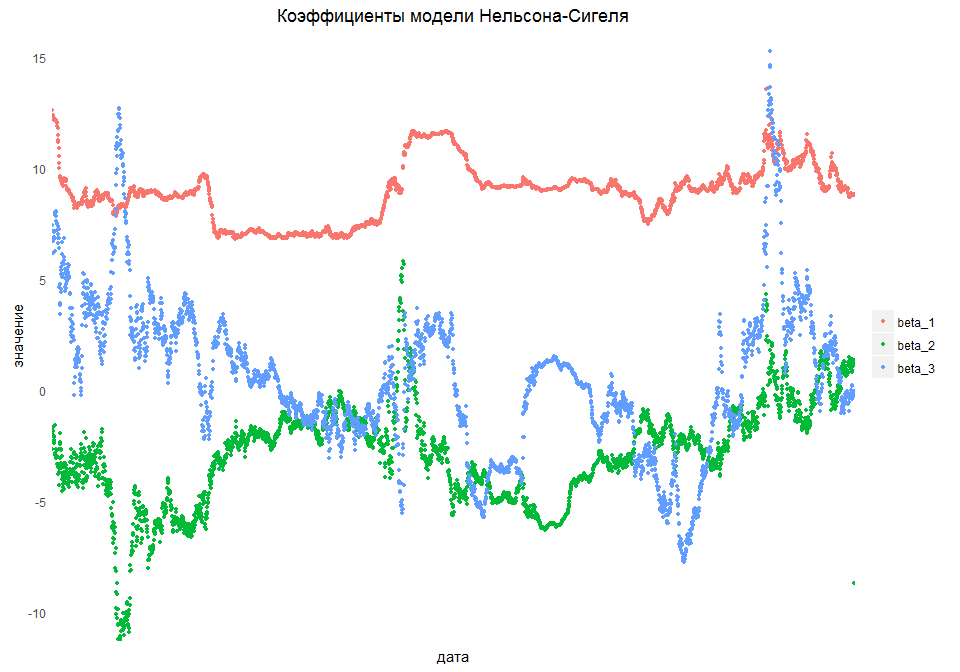 Коэффициенты модели Нельсона-Сигеля
15
10
5
0
-5
-10
значение
дата
beta_1
beta_2
beta_3